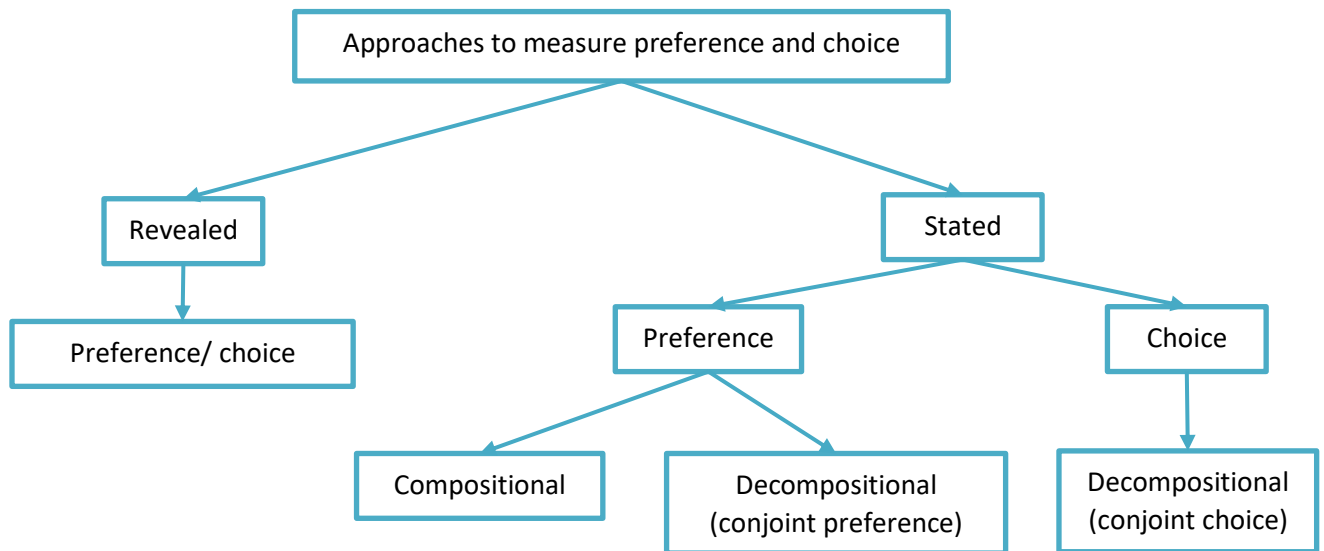 Approaches to measure preference and choice
Revealed
Stated
Preference/ choice
Preference
Choice
Compositional
Decompositional
(conjoint preference)
Decompositional
(conjoint choice)